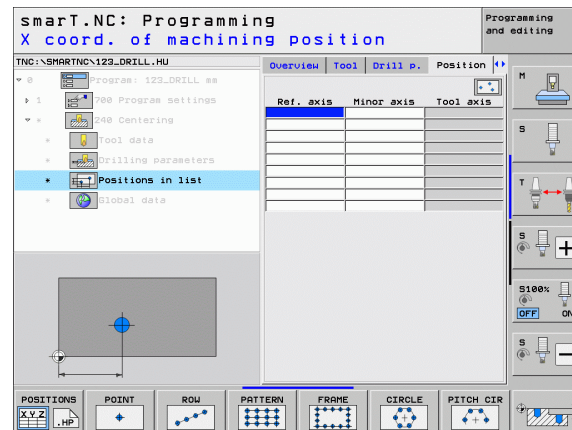 smarT.NC: Programming
X coord. of machining position
Programming and editing
TNC:\SMARTNC\123_DRILL.HU
0 Program: 123_DRILL mm
1 700 Program settings
* 240 Centering
* Tool data
* Drilling parameters
* Positions in list
* Global data
Overview Tool Drill p. Position
Ref. axis Minor axis Tool axis
M
S
T
S
S100%
OFF ON
S
POSITIONS POINT ROW PATTERN FRAME CIRCLE PITCH CIR
XYZ .HP